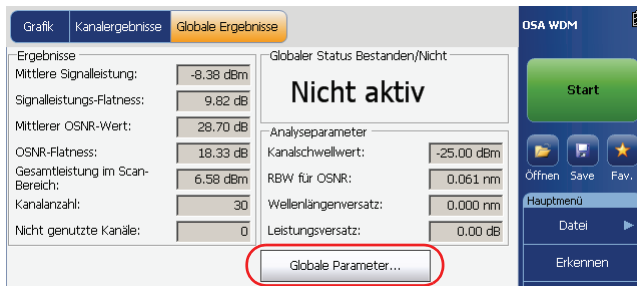 Grafik
Kanalergebnisse
Globale Ergebnisse
Ergebnisse
Mittlere Signalleistung: -8.38 dBm
Signalleistungs-Flatness: 9.82 dB
Mittlerer OSNR-Wert: 28.70 dB
OSNR-Flatness: 18.33 dB
Gesamtleistung im Scan-
Bereich: 6.58 dBm
Kanalanzahl: 30
Nicht genutzte Kanäle: 0
Globaler Status Bestanden/Nicht
Nicht aktiv
Analyseparameter
Kanalschwellwert: -25.00 dBm
RBW für OSNR: 0.061 nm
Wellenlängenversatz: 0.000 nm
Leistungsversatz: 0.00 dB
Globale Parameter...
OSA WDM
Start
Öffnen
Save
Fav.
Hauptmenü
Datei
Erkennen